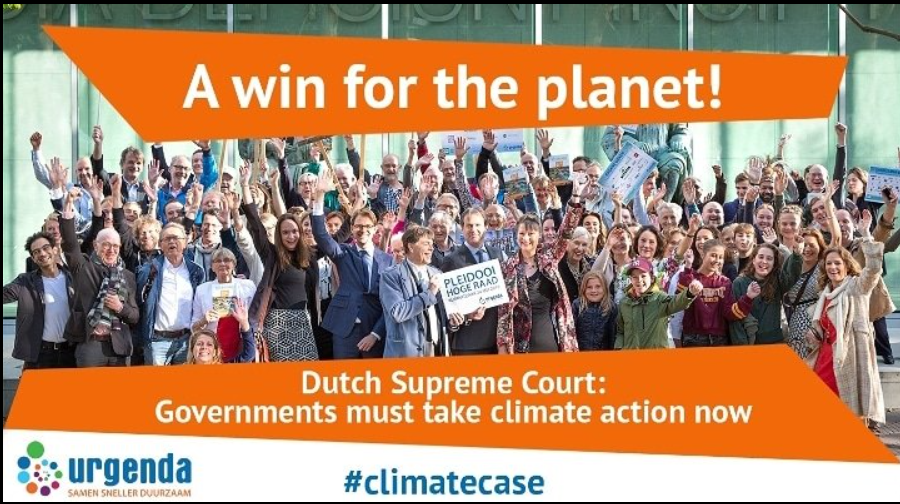 A win for the planet!
PLEIDOOI
HOGE RAAD
urgenda
Dutch Supreme Court:
Governments must take climate action now
urgenda
SAMEN SNELLER DUURZAAM
#climatecase